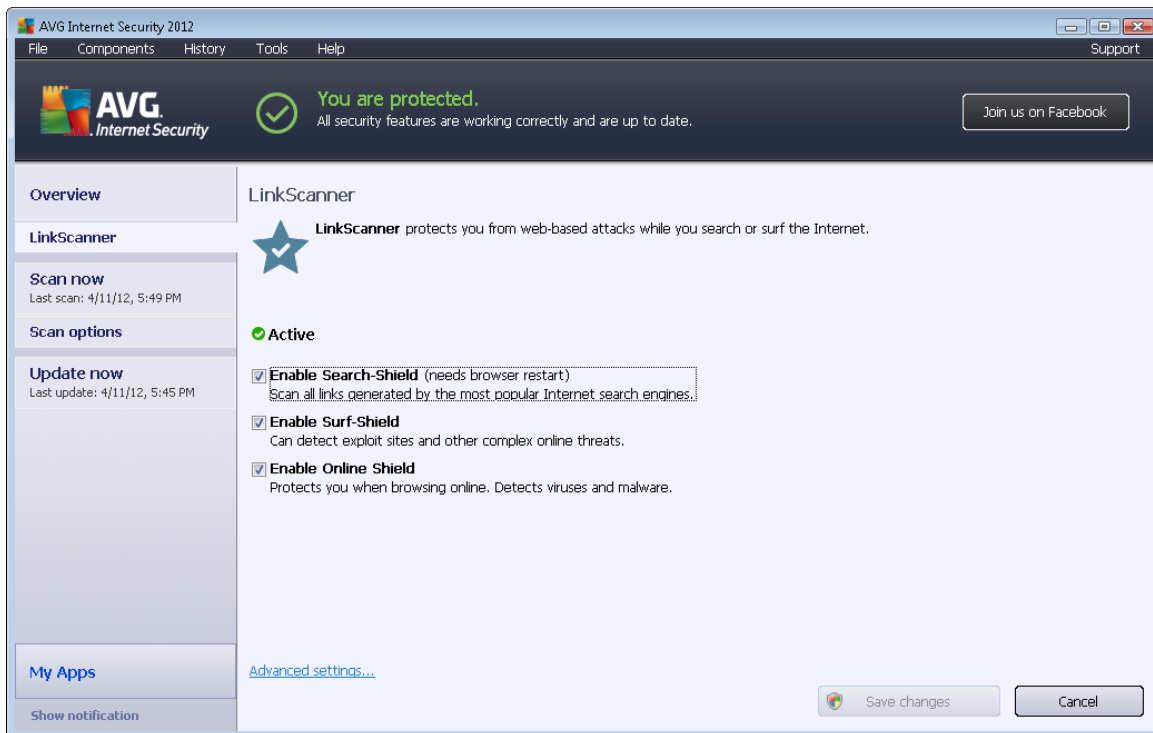 AVG Internet Security 2012
File Components History Tools Help Support
AVG.
Internet Security
You are protected.
All security features are working correctly and are up to date.
Join us on Facebook
Overview
LinkScanner
Scan now
Last scan: 4/11/12, 5:49 PM
Scan options
Update now
Last update: 4/11/12, 5:45 PM
My Apps
Show notification
LinkScanner
LinkScanner protects you from web-based attacks while you search or surf the Internet.
Active
Enable Search-Shield (needs browser restart)
Scan all links generated by the most popular Internet search engines.
Enable Surf-Shield
Can detect exploit sites and other complex online threats.
Enable Online Shield
Protects you when browsing online. Detects viruses and malware.
Advanced settings...
Save changes
Cancel